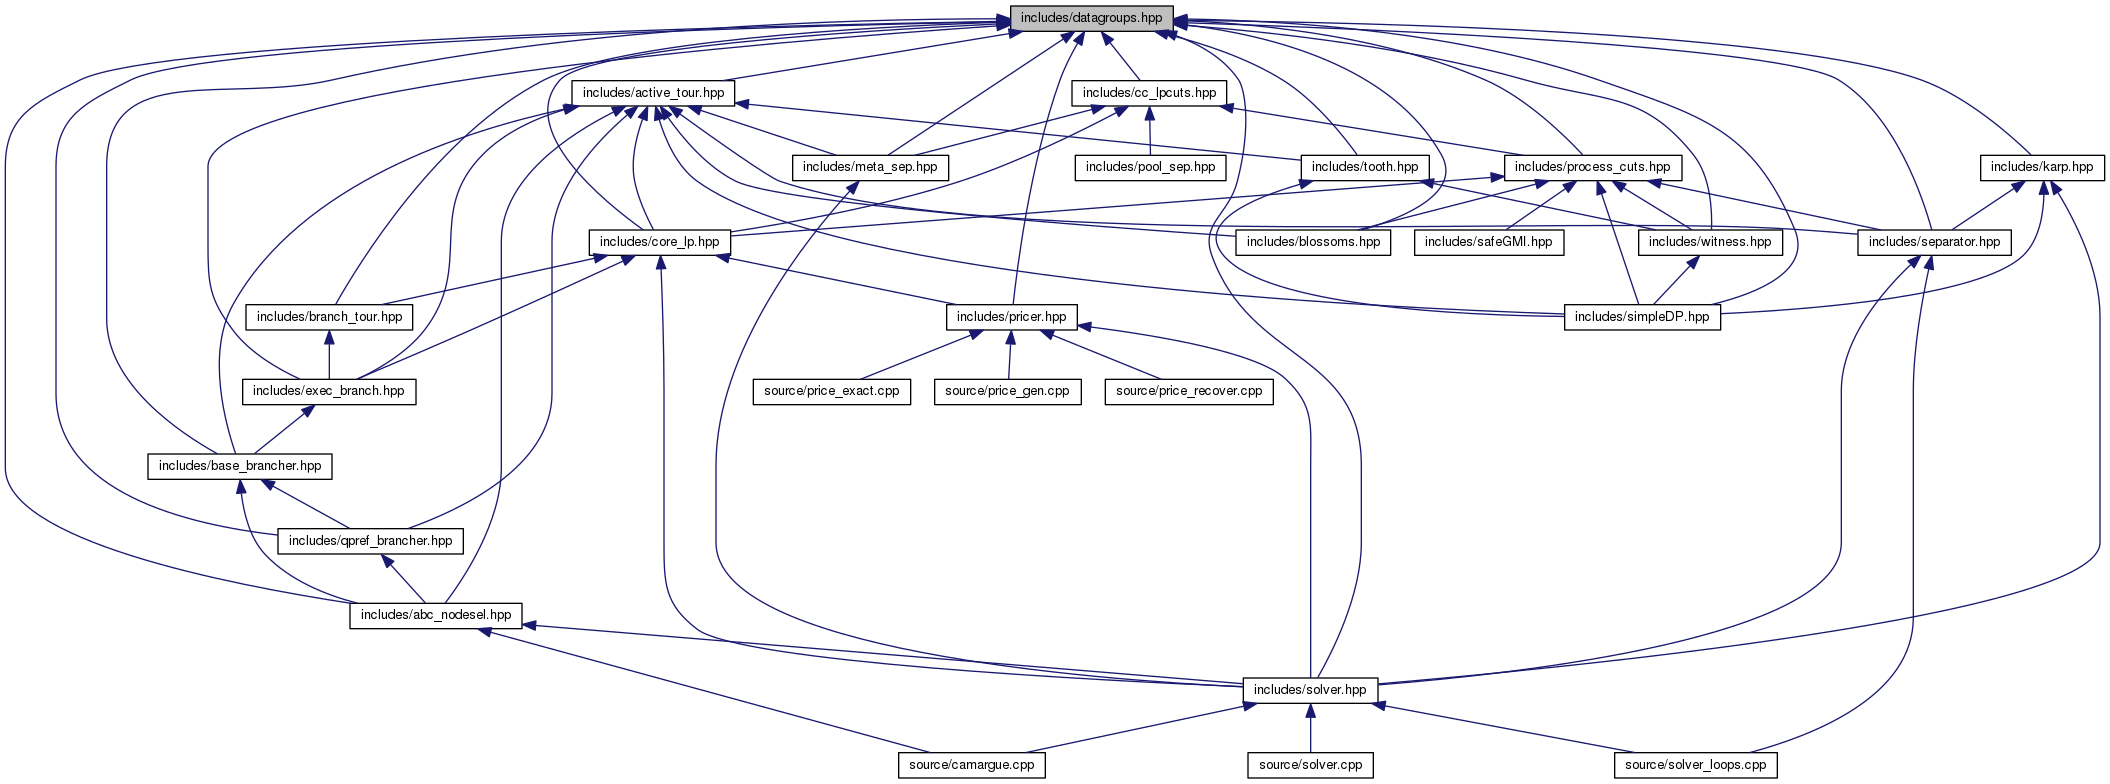 includes/datagroups.hpp
includes/active_tour.hpp
includes/cc_lpcuts.hpp
includes/meta_sep.hpp
includes/pool_sep.hpp
includes/tooth.hpp
includes/process_cuts.hpp
includes/karp.hpp
includes/core_lp.hpp
includes/blossoms.hpp
includes/safeGMI.hpp
includes/witness.hpp
includes/separator.hpp
includes/branch_tour.hpp
includes/pricer.hpp
includes/simpleDP.hpp
includes/exec_branch.hpp
source/price_exact.cpp
source/price_gen.cpp
source/price_recover.cpp
includes/base_brancher.hpp
includes/qpref_brancher.hpp
includes/abc_nodesel.hpp
includes/solver.hpp
source/camargue.cpp
source/solver.cpp
source/solver_loops.cpp